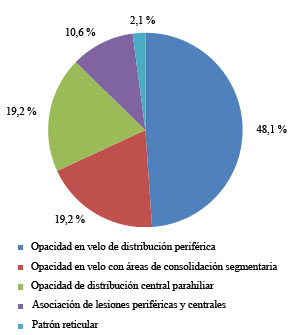 2,1 %
10,6 %
19,2 %
48,1 %
19,2 %
Opacidad en velo de distribución periférica
Opacidad en velo con áreas de consolidación segmentaria
Opacidad de distribución central parahiliar
Asociación de lesiones periféricas y centrales
Patrón reticular